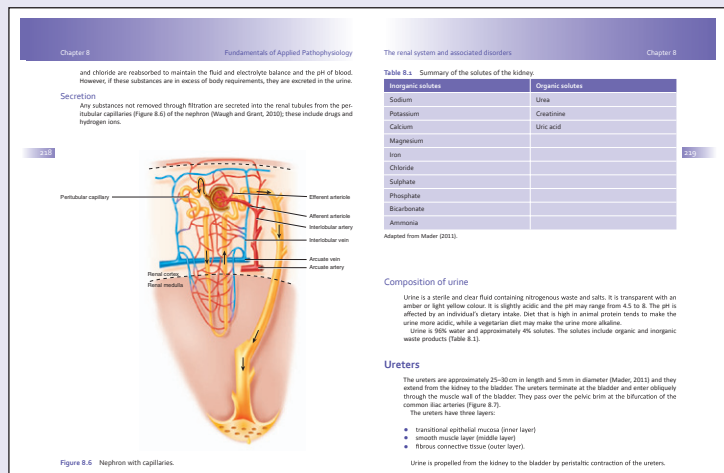 Chapter 8
Fundamentals of Applied Pathophysiology
and chloride are reabsorbed to maintain the fluid and electrolyte balance and the pH of blood.
However, if these substances are in excess of body requirements, they are excreted in the urine.
Secretion
Any substances not removed through filtration are secreted into the renal tubules from the per-
itubular capillaries (Figure 8.6) of the nephron (Waugh and Grant, 2010); these include drugs and
hydrogen ions.
218
Peritubular capillary
Efferent arteriole
Afferent arteriole
Interlobular artery
Interlobular vein
Arcuate vein
Arcuate artery
Renal cortex
Renal medulla
Figure 8.6 Nephron with capillaries.
The renal system and associated disorders
Chapter 8
Table 8.1 Summary of the solutes of the kidney.
Inorganic solutes Organic solutes
Sodium Urea
Potassium Creatinine
Calcium Uric acid
Magnesium
Iron
Chloride
Sulphate
Phosphate
Bicarbonate
Ammonia
Adapted from Mader (2011).
219
Composition of urine
Urine is a sterile and clear fluid containing nitrogenous waste and salts. It is transparent with an
amber or light yellow colour. It is slightly acidic and the pH may range from 4.5 to 8. The pH is
affected by an individual's dietary intake. Diet that is high in animal protein tends to make the
urine more acidic, while a vegetarian diet may make the urine more alkaline.
Urine is 96% water and approximately 4% solutes. The solutes include organic and inorganic
waste products (Table 8.1).
Ureters
The ureters are approximately 25–30 cm in length and 5 mm in diameter (Mader, 2011) and they
extend from the kidney to the bladder. The ureters terminate at the bladder and enter obliquely
through the muscle wall of the bladder. They pass over the pelvic brim at the bifurcation of the
common iliac arteries (Figure 8.7).
The ureters have three layers:
• transitional epithelial mucosa (inner layer)
• smooth muscle layer (middle layer)
• fibrous connective tissue (outer layer).
Urine is propelled from the kidney to the bladder by peristaltic contraction of the ureters.